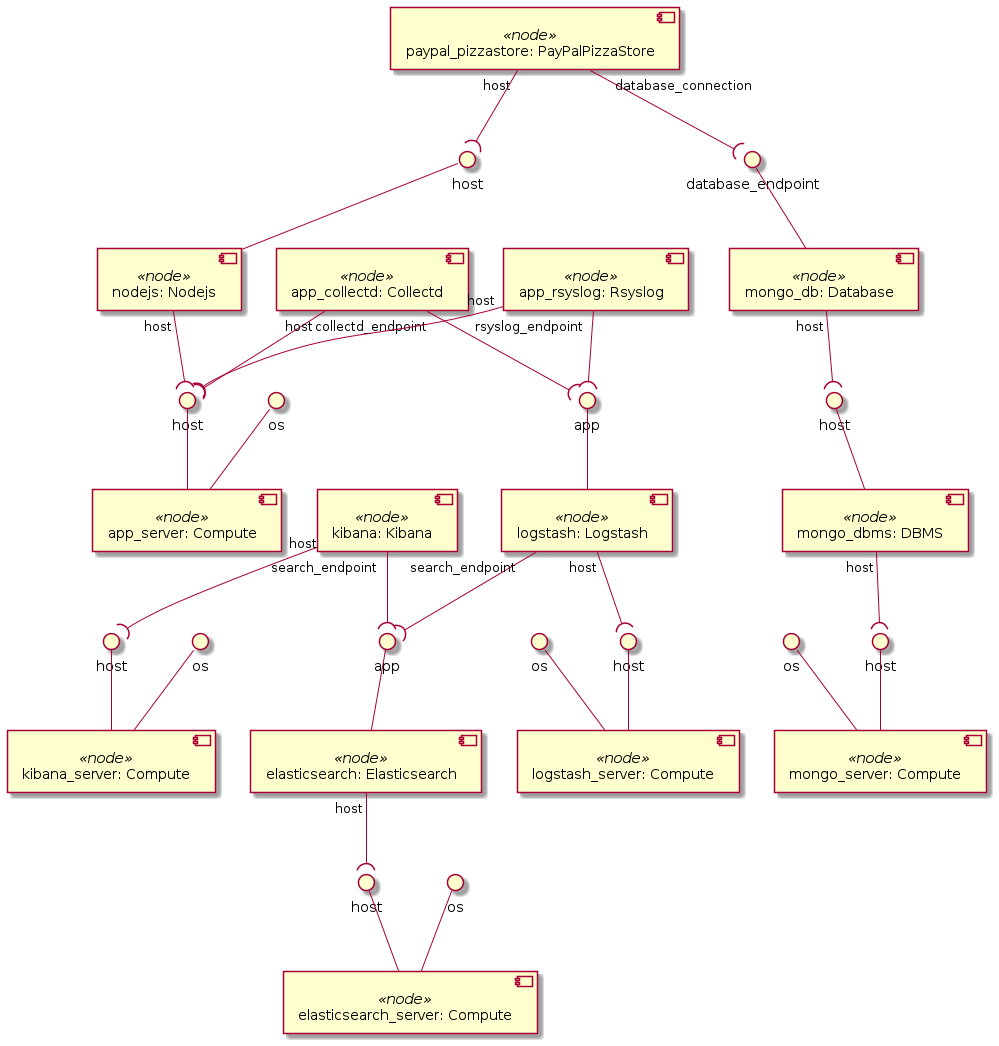 «node»
paypal_pizzastore: PayPalPizzaStore
host
database_connection
host
database_endpoint
«node»
nodejs: Nodejs
«node»
app_collectd: Collectd
«node»
app_rsyslog: Rsyslog
«node»
mongo_db: Database
host
host
host
collectd_endpoint
rsyslog_endpoint
host
host
os
app
host
«node»
app_server: Compute
«node»
kibana: Kibana
«node»
logstash: Logstash
«node»
mongo_dbms: DBMS
host
search_endpoint
search_endpoint
host
host
host
os
app
os
host
os
host
«node»
kibana_server: Compute
«node»
elasticsearch: Elasticsearch
«node»
logstash_server: Compute
«node»
mongo_server: Compute
host
host
os
«node»
elasticsearch_server: Compute